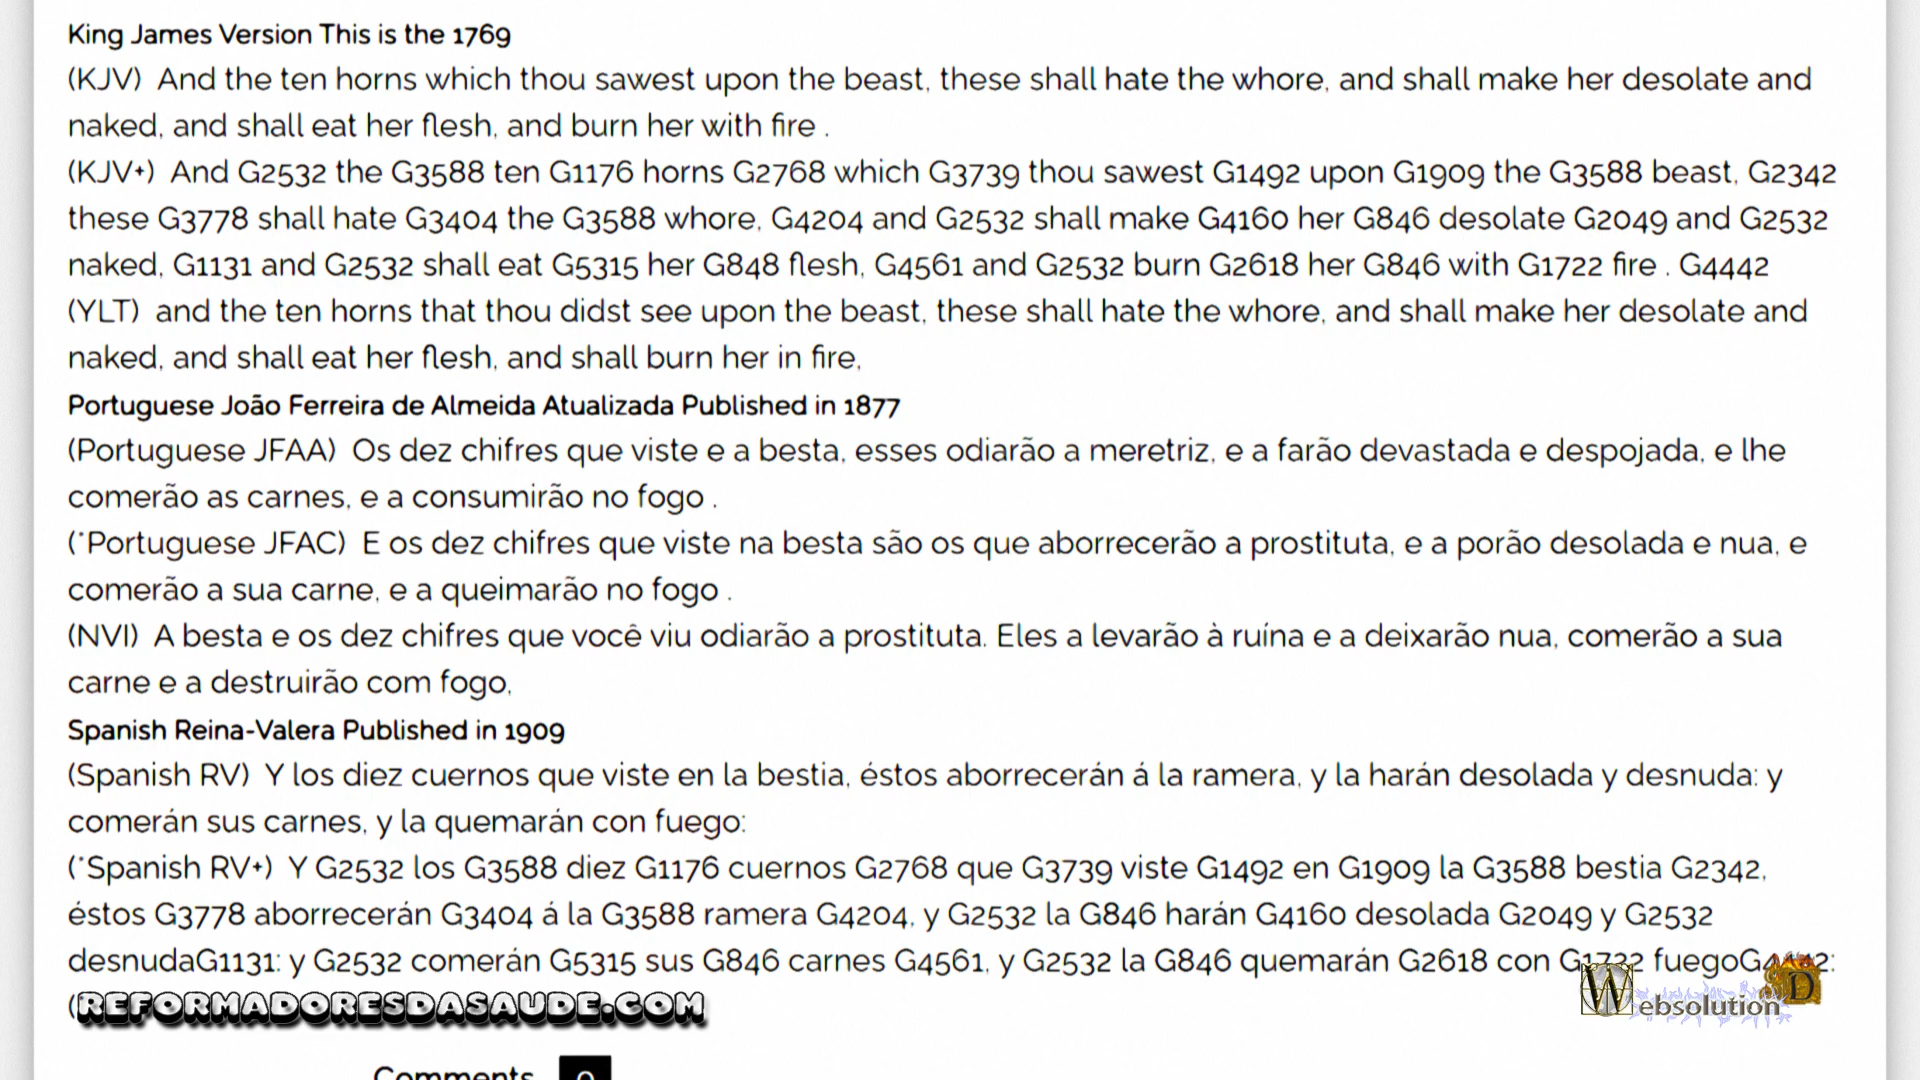 King James Version This is the 1769
(KJV) And the ten horns which thou sawest upon the beast, these shall hate the whore, and shall make her desolate and
naked, and shall eat her flesh, and burn her with fire .
(KJV+) And G2532 the G3588 ten G1176 horns G2768 which G3739 thou sawest G1492 upon G1909 the G3588 beast, G2342
these G3778 shall hate G3404 the G3588 whore, G4204 and G2532 shall make G4160 her G846 desolate G2049 and G2532
naked, G1131 and G2532 shall eat G5315 her G848 flesh, G4561 and G2532 burn G2618 her G846 with G1722 fire . G4442
(YLT) and the ten horns that thou didst see upon the beast, these shall hate the whore, and shall make her desolate and
naked, and shall eat her flesh, and shall burn her in fire,
Portuguese João Ferreira de Almeida Atualizada Published in 1877
(Portuguese JFAA) Os dez chifres que viste e a besta, esses odiarão a meretriz, e a farão devastada e despojada, e lhe
comerão as carnes, e a consumirão no fogo .
(*Portuguese JFAC) E os dez chifres que viste na besta são os que aborrecerão a prostituta, e a porão desolada e nua, e
comerão a sua carne, e a queimarão no fogo .
(NVI) A besta e os dez chifres que você viu odiarão a prostituta. Eles a levarão à ruína e a deixarão nua, comerão a sua
carne e a destruirão com fogo,
Spanish Reina-Valera Published in 1909
(Spanish RV) Y los diez cuernos que viste en la bestia, éstos aborrecerán á la ramera, y la harán desolada y desnuda: y
comerán sus carnes, y la quemarán con fuego:
(*Spanish RV+) Y G2532 los G3588 diez G1176 cuernos G2768 que G3739 viste G1492 en G1909 la G3588 bestia G2342,
éstos G3778 aborrecerán G3404 á la G3588 ramera G4204, y G2532 la G846 harán G4160 desolada G2049 y G2532
desnudaG1131: y G2532 comerán G5315 sus G846 carnes G4561, y G2532 la G846 quemarán G2618 con G1722 fuegoG4442:
(REFORMADORESDASAUDE.COM
Websolution D
Comments 0